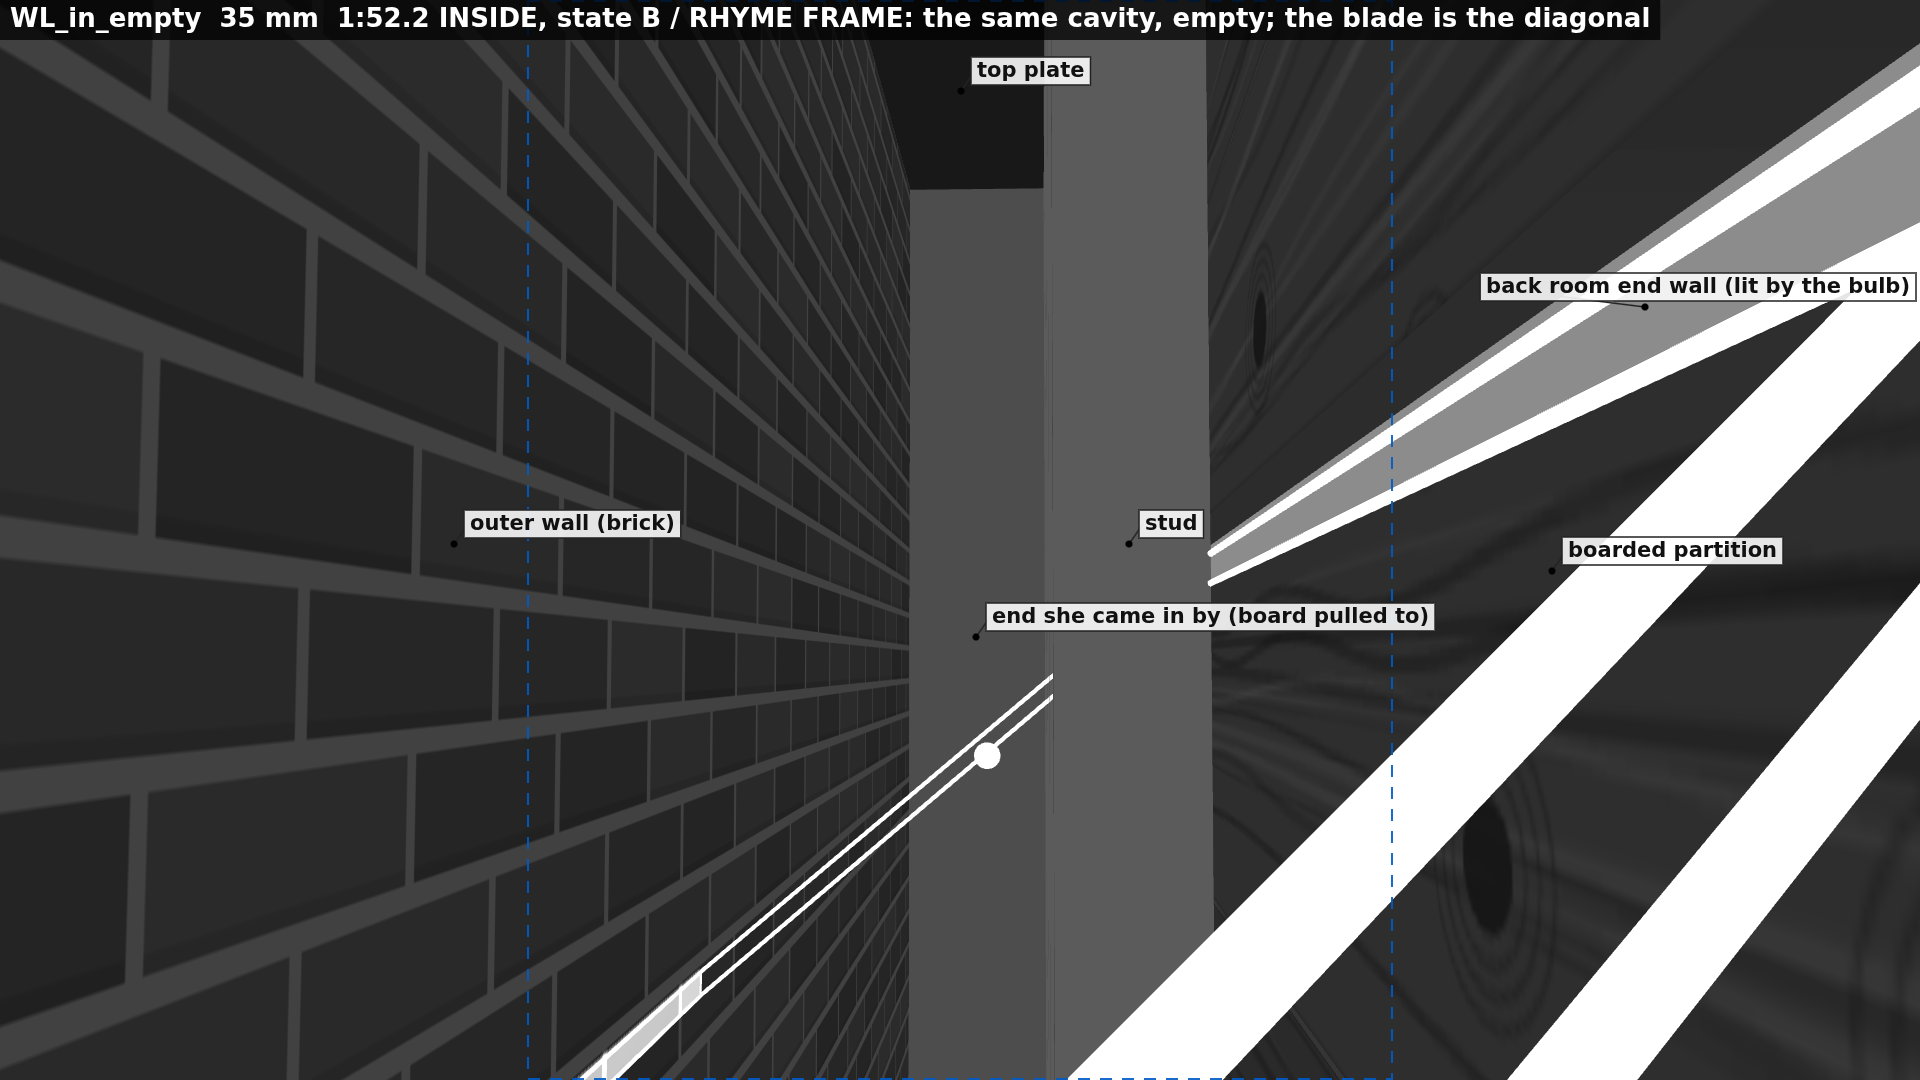 WL_in_empty  35 mm  1:52.2 INSIDE, state B / RHYME FRAME: the same cavity, empty; the blade is the diagonal
top plate
back room end wall (lit by the bulb)
outer wall (brick)
stud
boarded partition
end she came in by (board pulled to)